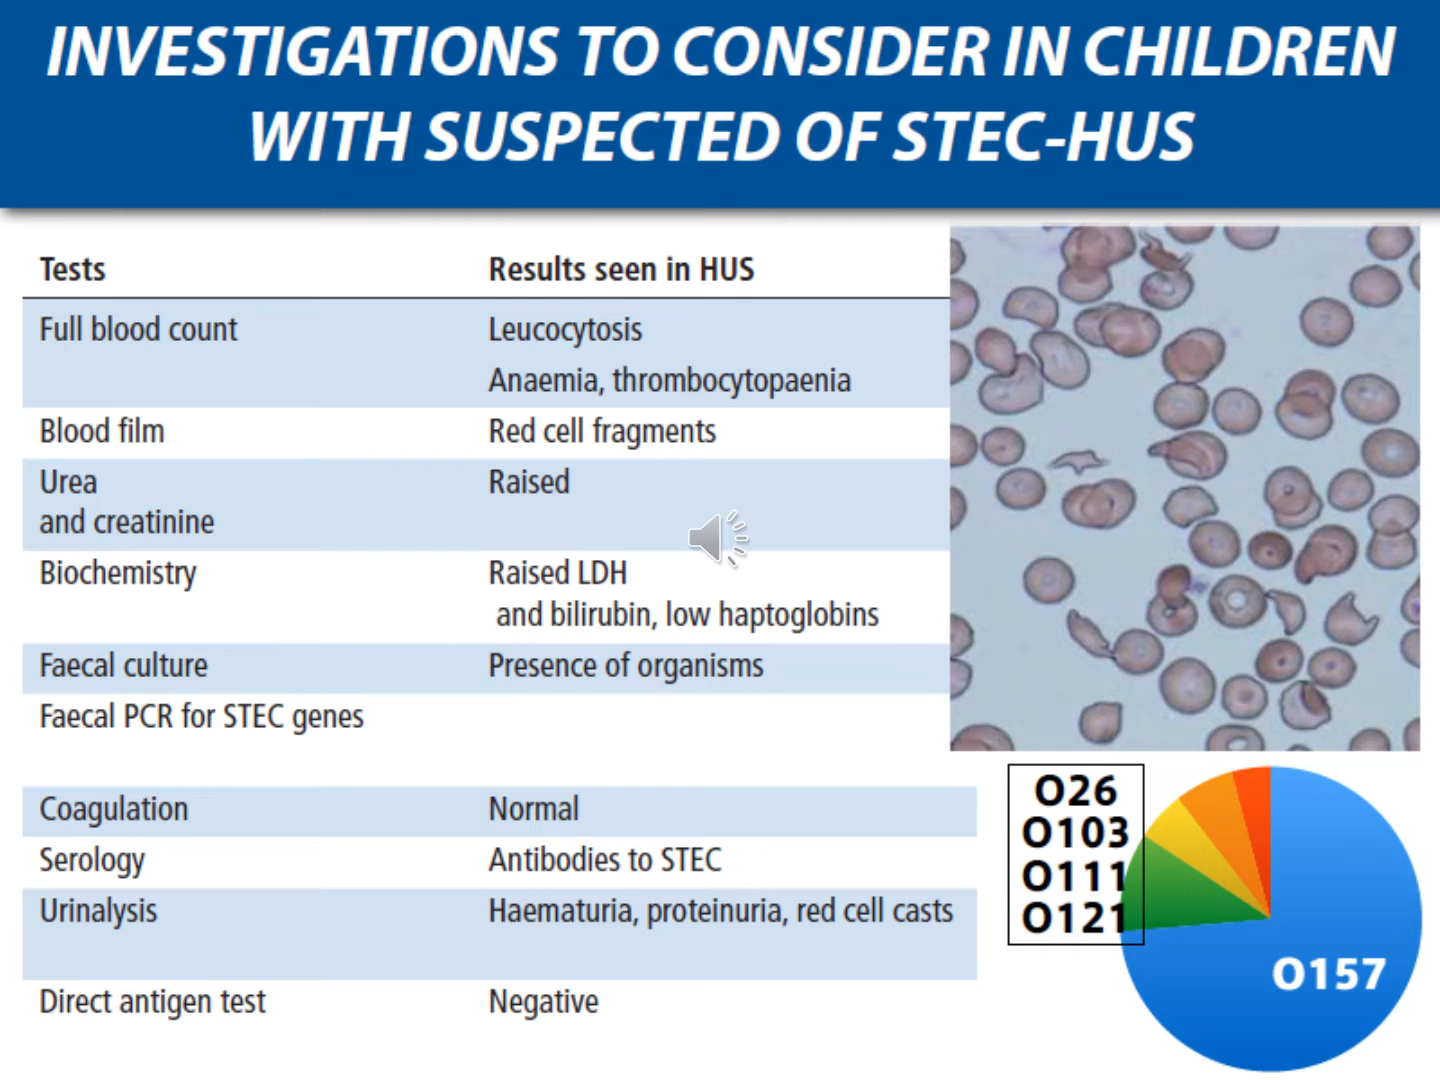 INVESTIGATIONS TO CONSIDER IN CHILDREN
WITH SUSPECTED OF STEC-HUS
Tests Results seen in HUS
Full blood count Leucocytosis
Anaemia, thrombocytopaenia
Blood film Red cell fragments
Urea Raised
and creatinine
Biochemistry Raised LDH
and bilirubin, low haptoglobins
Faecal culture Presence of organisms
Faecal PCR for STEC genes
Coagulation Normal
Serology Antibodies to STEC
Urinalysis Haematuria, proteinuria, red cell casts
Direct antigen test Negative
O26
O103
O111
O121
O157